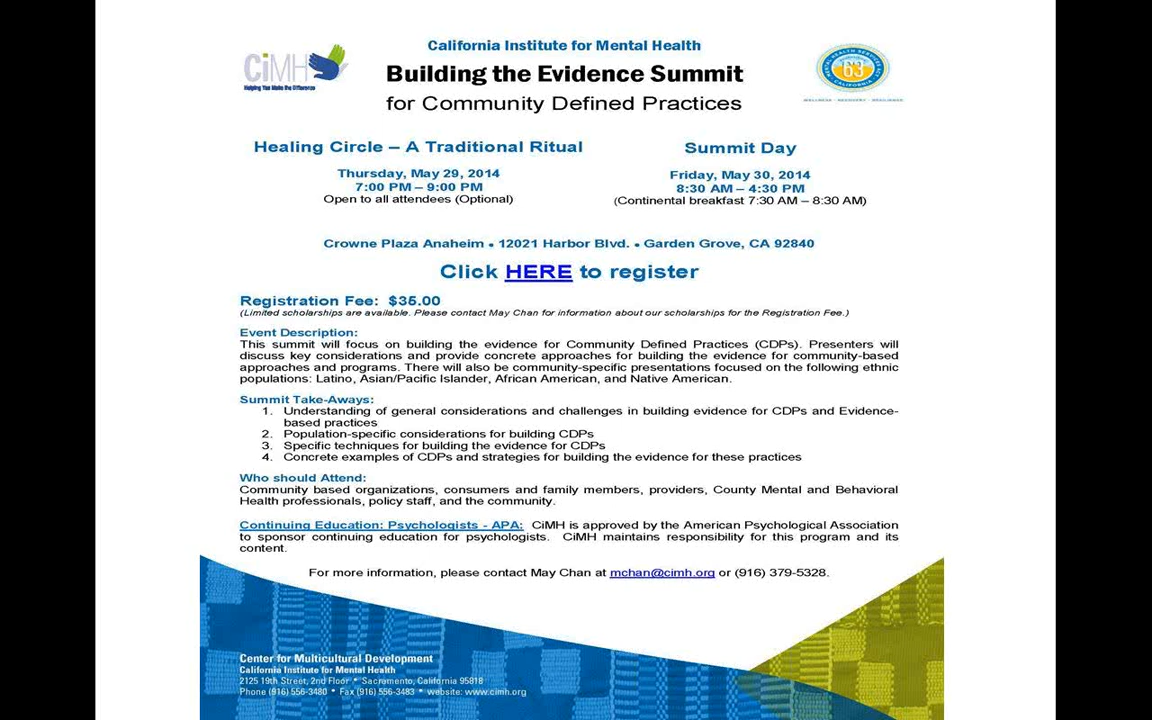 California Institute for Mental Health
CiMH
Helping You Make the Difference
Building the Evidence Summit
for Community Defined Practices
MENTAL HEALTH SERVICES ACT
63
CALIFORNIA
WELLNESS • RECOVERY • RESILIENCE
Healing Circle – A Traditional Ritual
Thursday, May 29, 2014
7:00 PM – 9:00 PM
Open to all attendees (Optional)
Summit Day
Friday, May 30, 2014
8:30 AM – 4:30 PM
(Continental breakfast 7:30 AM – 8:30 AM)
Crowne Plaza Anaheim • 12021 Harbor Blvd. • Garden Grove, CA 92840
Click HERE to register
Registration Fee: $35.00
(Limited scholarships are available. Please contact May Chan for information about our scholarships for the Registration Fee.)
Event Description:
This summit will focus on building the evidence for Community Defined Practices (CDPs). Presenters will
discuss key considerations and provide concrete approaches for building the evidence for community-based
approaches and programs. There will also be community-specific presentations focused on the following ethnic
populations: Latino, Asian/Pacific Islander, African American, and Native American.
Summit Take-Aways:
1. Understanding of general considerations and challenges in building evidence for CDPs and Evidence-
based practices
2. Population-specific considerations for building CDPs
3. Specific techniques for building the evidence for CDPs
4. Concrete examples of CDPs and strategies for building the evidence for these practices
Who should Attend:
Community based organizations, consumers and family members, providers, County Mental and Behavioral
Health professionals, policy staff, and the community.
Continuing Education: Psychologists - APA: CiMH is approved by the American Psychological Association
to sponsor continuing education for psychologists. CiMH maintains responsibility for this program and its
content.
For more information, please contact May Chan at mchan@cimh.org or (916) 379-5328.
Center for Multicultural Development
California Institute for Mental Health
2125 19th Street, 2nd Floor • Sacramento, California 95818
Phone (916) 556-3480 • Fax (916) 556-3483 • website: www.cimh.org